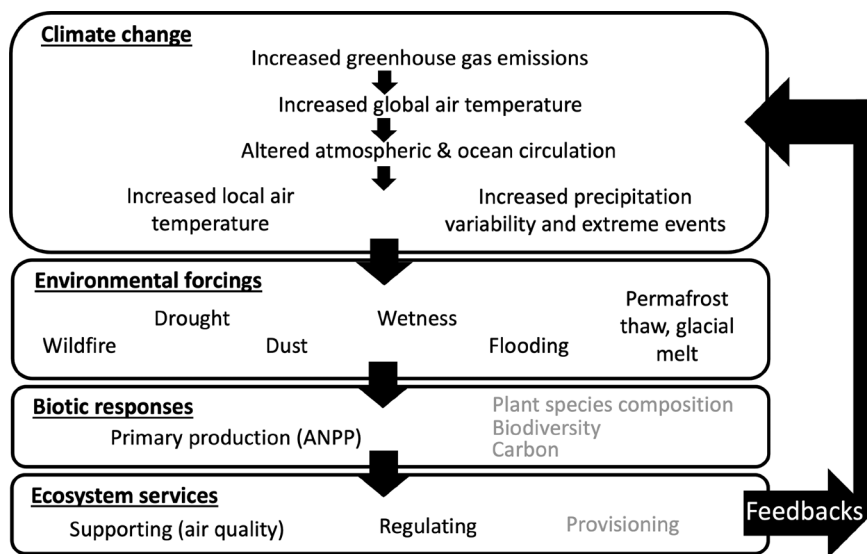 Climate change
Increased greenhouse gas emissions
Increased global air temperature
Altered atmospheric & ocean circulation
Increased local air
temperature
Increased precipitation
variability and extreme events
Environmental forcings
Drought
Wetness
Permafrost
thaw, glacial
melt
Wildfire
Dust
Flooding
Biotic responses
Primary production (ANPP)
Plant species composition
Biodiversity
Carbon
Ecosystem services
Supporting (air quality)
Regulating
Provisioning
Feedbacks